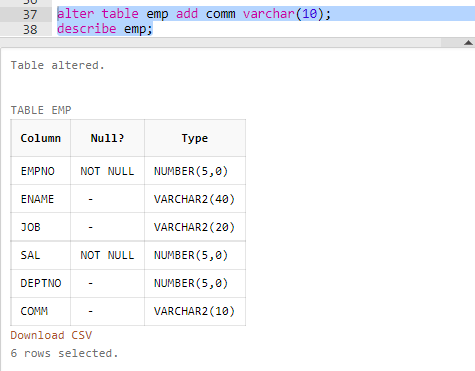 37 alter table emp add comm varchar(10);
38 describe emp;
Table altered.
TABLE EMP
Column Null? Type
EMPNO NOT NULL NUMBER(5,0)
ENAME - VARCHAR2(40)
JOB - VARCHAR2(20)
SAL NOT NULL NUMBER(5,0)
DEPTNO - NUMBER(5,0)
COMM - VARCHAR2(10)
Download CSV
6 rows selected.